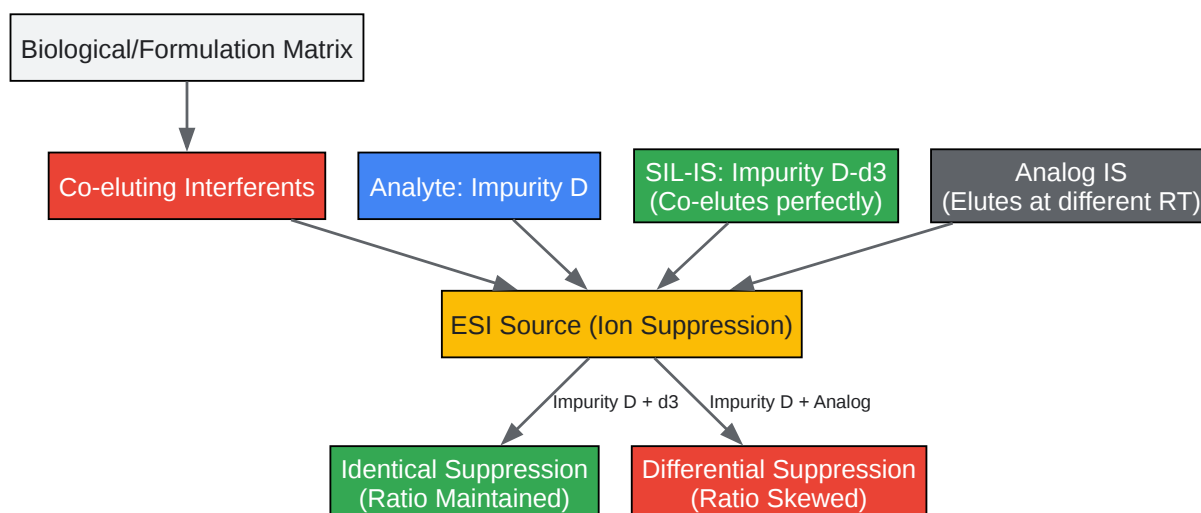 Biological/Formulation Matrix
Co-eluting Interferents
Analyte: Impurity D
SIL-IS: Impurity D-d3
(Co-elutes perfectly)
Analog IS
(Elutes at different RT)
ESI Source (Ion Suppression)
Impurity D + d3
Impurity D + Analog
Identical Suppression
(Ratio Maintained)
Differential Suppression
(Ratio Skewed)